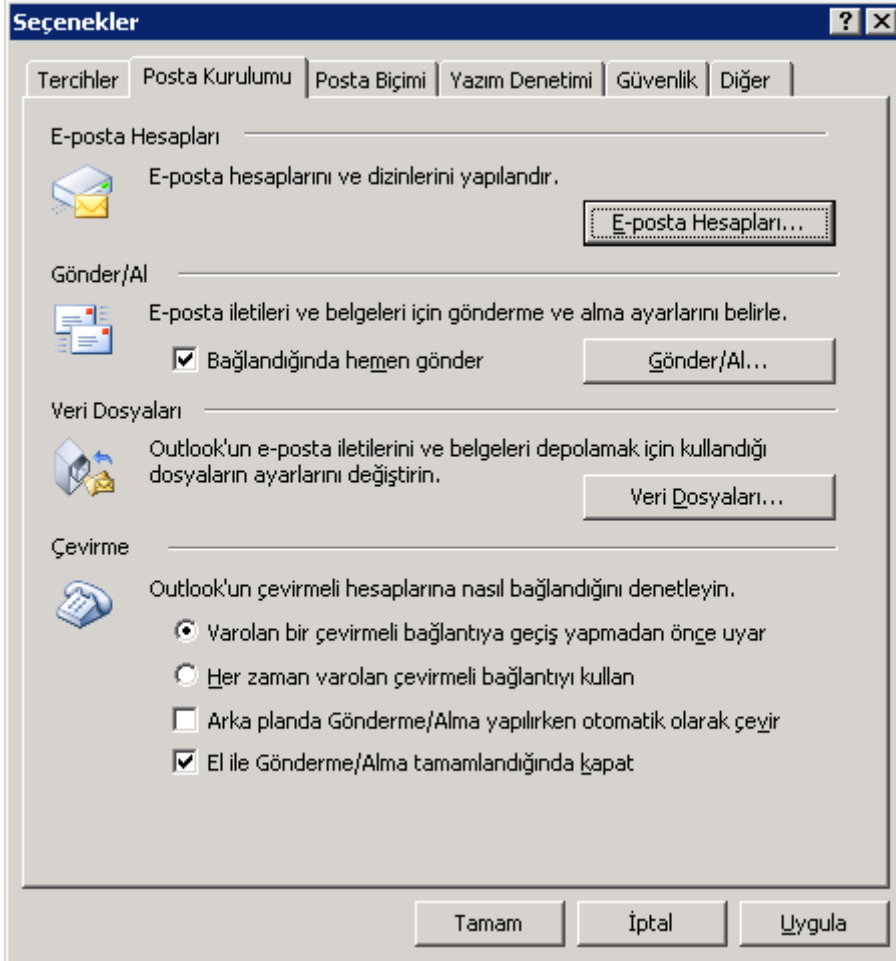 Seçenekler
Tercihler Posta Kurulumu Posta Biçimi Yazım Denetimi Güvenlik Diğer
E-posta Hesapları
E-posta hesaplarını ve dizinlerini yapılandır.
E-posta Hesapları...
Gönder/Al
E-posta iletileri ve belgeleri için gönderme ve alma ayarlarını belirle.
Bağlandığında hemen gönder Gönder/Al...
Veri Dosyaları
Outlook'un e-posta iletilerini ve belgeleri depolamak için kullandığı
dosyaların ayarlarını değiştirin.
Veri Dosyaları...
Çevirme
Outlook'un çevirmeli hesaplarına nasıl bağlandığını denetleyin.
Varolan bir çevirmeli bağlantıya geçiş yapmadan önce uyar
Her zaman varolan çevirmeli bağlantıyı kullan
Arka planda Gönderme/Alma yapılırken otomatik olarak çevir
El ile Gönderme/Alma tamamlandığında kapat
Tamam İptal Uygula